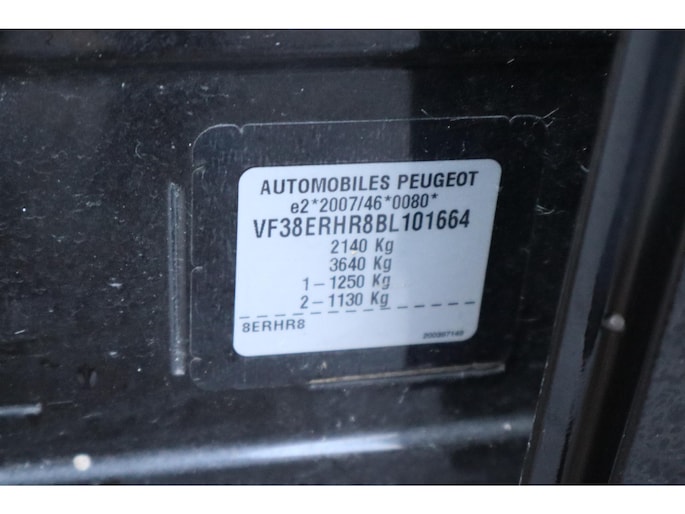 AUTOMOBILES PEUGEOT
e2*2007/46*0080*
VF38ERHR8BL101664
2140 Kg
3640 Kg
1–1250 Kg
2–1130 Kg
8ERHR8